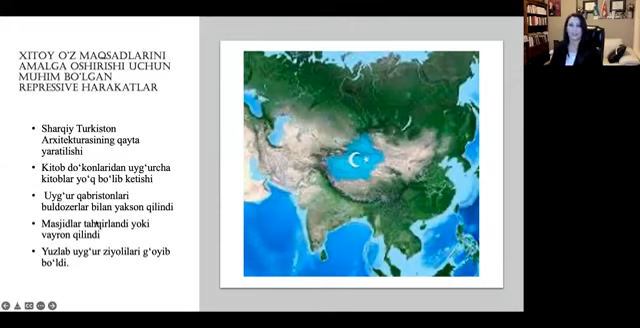 XITOY O'Z MAQSADLARINI
AMALGA OSHIRISHI UCHUN
MUHIM BO'LGAN
REPRESSIVE HARAKATLAR
• Sharqiy Turkiston
Arxitekturasining qayta
yaratilishi
• Kitob do'konlaridan uyg'urcha
kitoblar yo'q bo'lib ketishi
• Uyg'ur qabristonlari
buldozerlar bilan yakson qilindi
• Masjidlar tahqirlandi yoki
vayron qilindi
• Yuzlab uyg'ur ziyolilari g'oyib
bo'ldi.